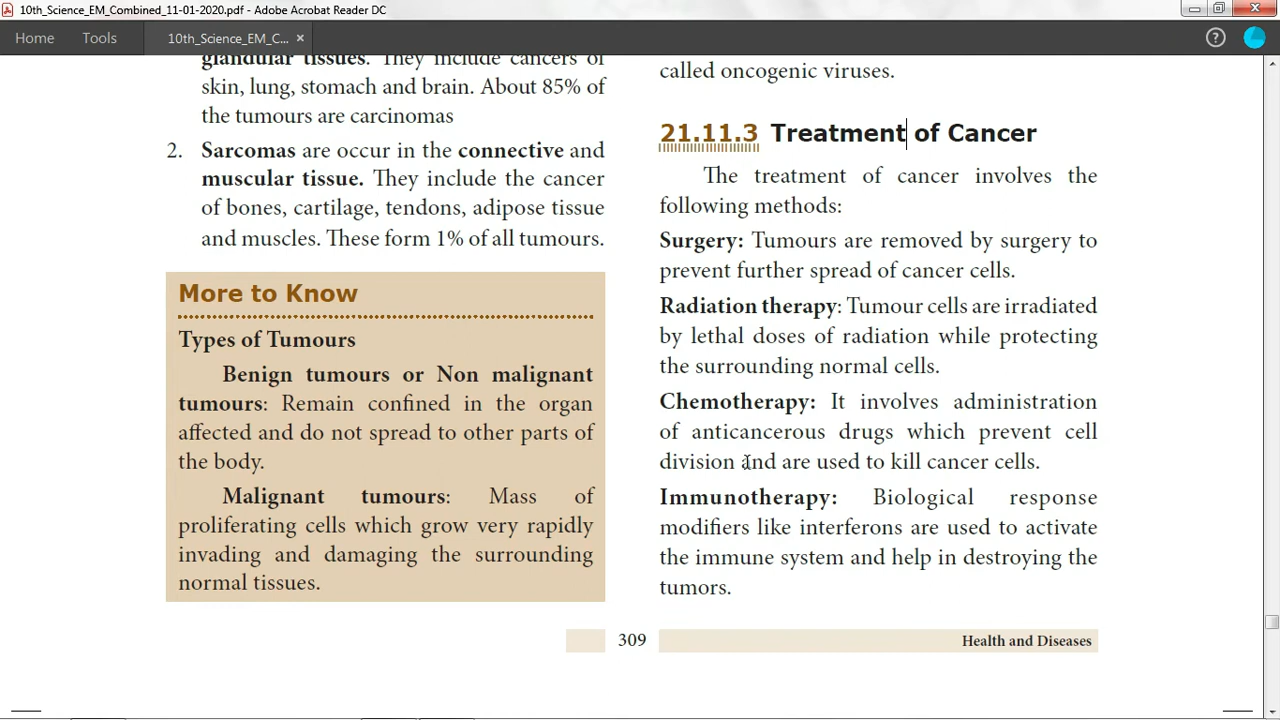 10th_Science_EM_Combined_11-01-2020.pdf - Adobe Acrobat Reader DC
Home Tools 10th_Science_EM_C... ×
glandular tissues. They include cancers of
skin, lung, stomach and brain. About 85% of
the tumours are carcinomas
2. Sarcomas are occur in the connective and
muscular tissue. They include the cancer
of bones, cartilage, tendons, adipose tissue
and muscles. These form 1% of all tumours.
More to Know
Types of Tumours
Benign tumours or Non malignant
tumours: Remain confined in the organ
affected and do not spread to other parts of
the body.
Malignant tumours: Mass of
proliferating cells which grow very rapidly
invading and damaging the surrounding
normal tissues.
called oncogenic viruses.
21.11.3 Treatment of Cancer
The treatment of cancer involves the
following methods:
Surgery: Tumours are removed by surgery to
prevent further spread of cancer cells.
Radiation therapy: Tumour cells are irradiated
by lethal doses of radiation while protecting
the surrounding normal cells.
Chemotherapy: It involves administration
of anticancerous drugs which prevent cell
division and are used to kill cancer cells.
Immunotherapy: Biological response
modifiers like interferons are used to activate
the immune system and help in destroying the
tumors.
309 Health and Diseases